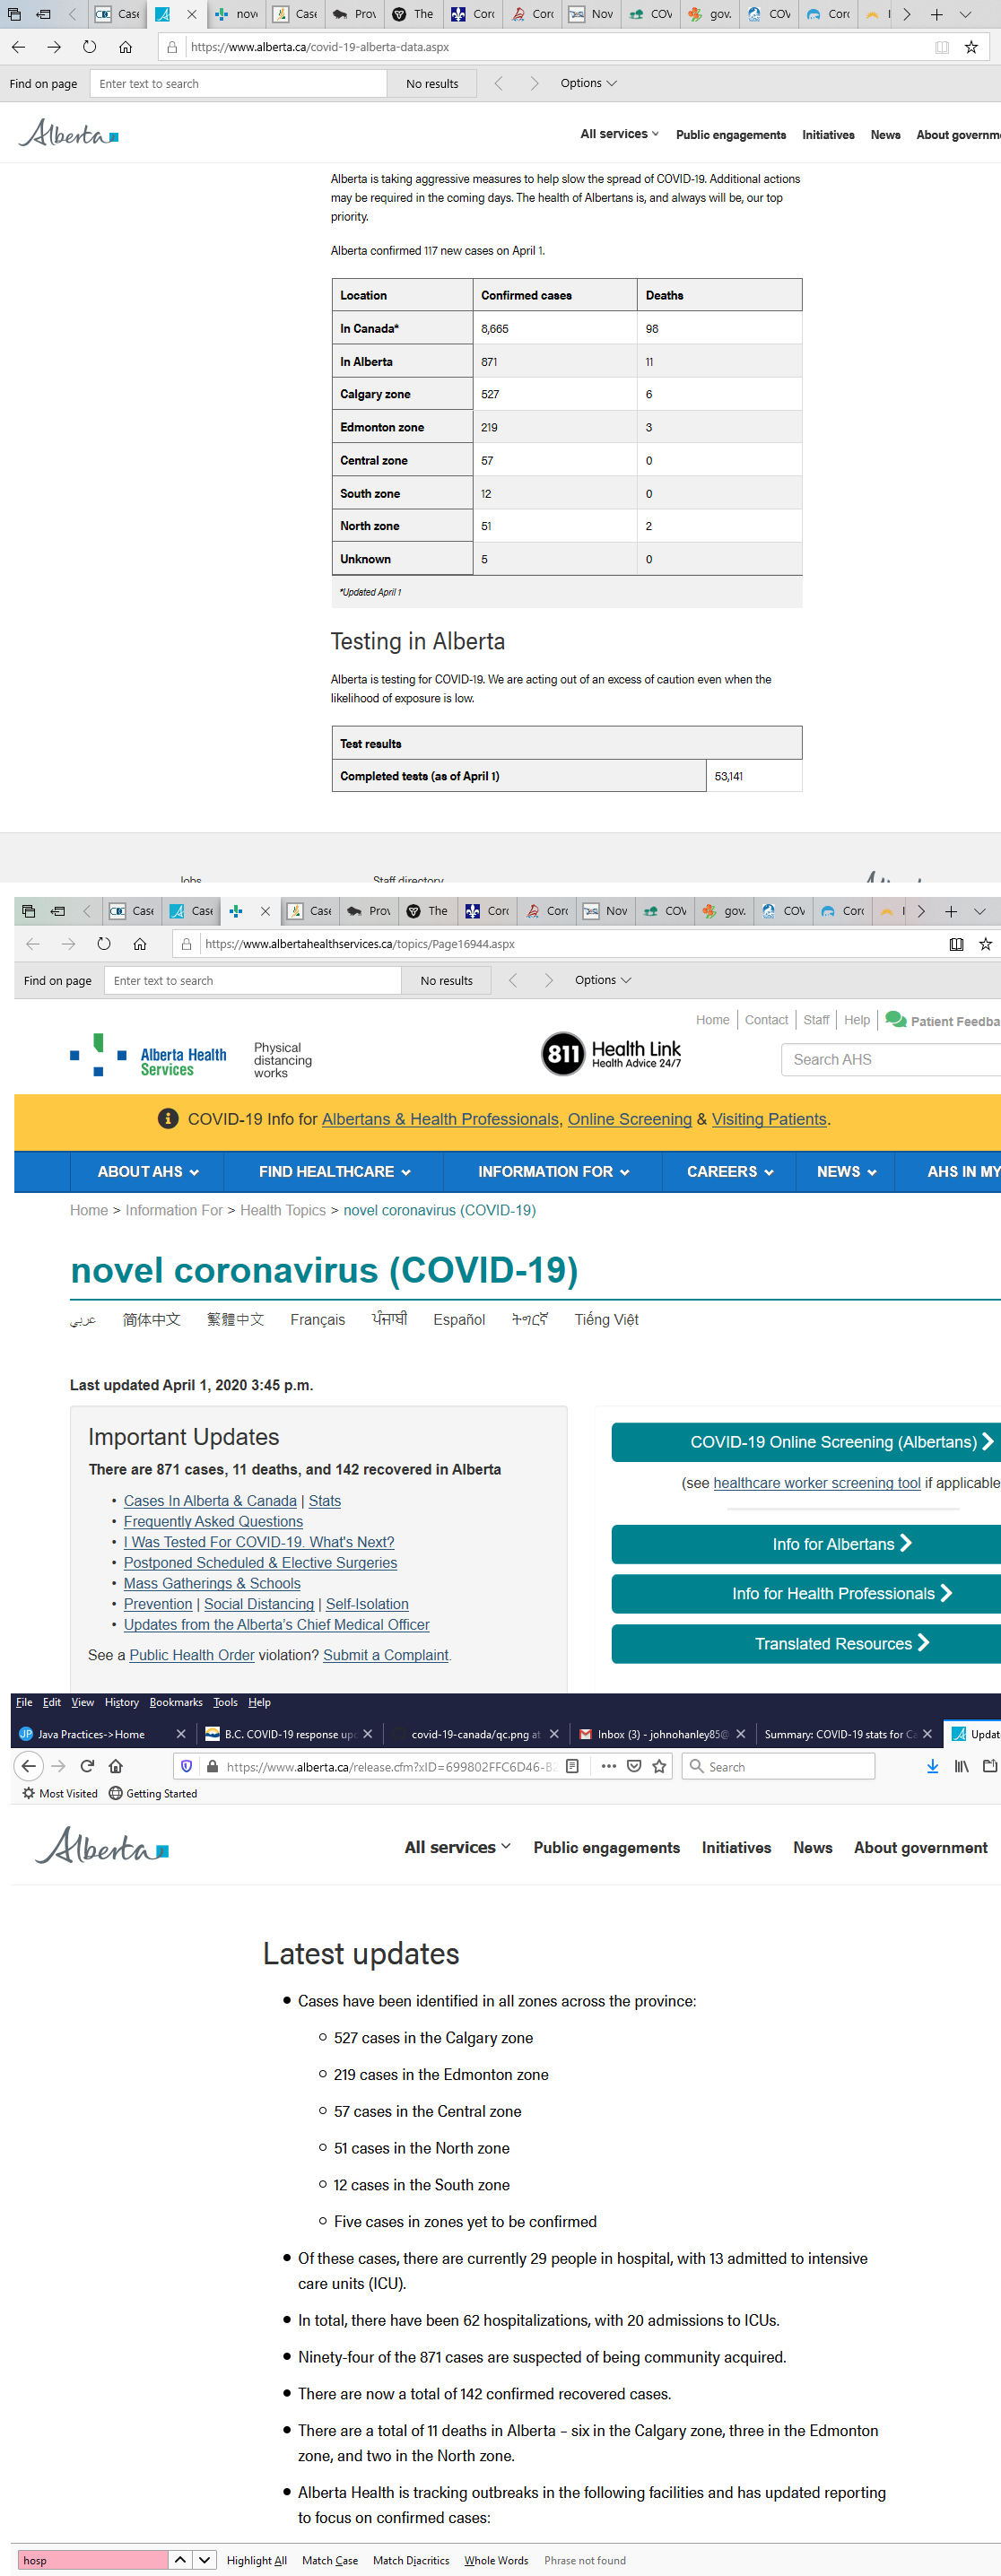 Case
nov
Case
Prov
The
Corc
Corc
Nov
COV
gov.
COV
Corc
https://www.alberta.ca/covid-19-alberta-data.aspx
Find on page
Enter text to search
No results
Options
Alberta
All services
Public engagements
Initiatives
News
About governm
Alberta is taking aggressive measures to help slow the spread of COVID-19. Additional actions
may be required in the coming days. The health of Albertans is, and always will be, our top
priority.
Alberta confirmed 117 new cases on April 1.
Location Confirmed cases Deaths
In Canada* 8,665 98
In Alberta 871 11
Calgary zone 527 6
Edmonton zone 219 3
Central zone 57 0
South zone 12 0
North zone 51 2
Unknown 5 0
*Updated April 1
Testing in Alberta
Alberta is testing for COVID-19. We are acting out of an excess of caution even when the
likelihood of exposure is low.
Test results
Completed tests (as of April 1) 53,141
Jobs Staff directory
Case
Case
Case
Prov
The
Corc
Corc
Nov
COV
gov.
COV
Corc
https://www.albertahealthservices.ca/topics/Page16944.aspx
Find on page
Enter text to search
No results
Options
Home Contact Staff Help Patient Feedba
Alberta Health
Services
Physical
distancing
works
811 Health Link
Health Advice 24/7
Search AHS
COVID-19 Info for Albertans & Health Professionals, Online Screening & Visiting Patients.
ABOUT AHS FIND HEALTHCARE INFORMATION FOR CAREERS NEWS AHS IN MY
Home > Information For > Health Topics > novel coronavirus (COVID-19)
novel coronavirus (COVID-19)
عربي 简体中文 繁體中文 Français ਪੰਜਾਬੀ Español ትግርኛ Tiếng Việt
Last updated April 1, 2020 3:45 p.m.
Important Updates
There are 871 cases, 11 deaths, and 142 recovered in Alberta
• Cases In Alberta & Canada | Stats
• Frequently Asked Questions
• I Was Tested For COVID-19. What's Next?
• Postponed Scheduled & Elective Surgeries
• Mass Gatherings & Schools
• Prevention | Social Distancing | Self-Isolation
• Updates from the Alberta's Chief Medical Officer
See a Public Health Order violation? Submit a Complaint.
COVID-19 Online Screening (Albertans)
(see healthcare worker screening tool if applicable
Info for Albertans
Info for Health Professionals
Translated Resources
File Edit View History Bookmarks Tools Help
JP Java Practices->Home
B.C. COVID-19 response upd
covid-19-canada/qc.png at
Inbox (3) - johnohanley85@
Summary: COVID-19 stats for Ca
Updat
https://www.alberta.ca/release.cfm?xID=699802FFC6D46-B2
Search
Most Visited Getting Started
Alberta
All services Public engagements Initiatives News About government
Latest updates
• Cases have been identified in all zones across the province:
○ 527 cases in the Calgary zone
○ 219 cases in the Edmonton zone
○ 57 cases in the Central zone
○ 51 cases in the North zone
○ 12 cases in the South zone
○ Five cases in zones yet to be confirmed
• Of these cases, there are currently 29 people in hospital, with 13 admitted to intensive
care units (ICU).
• In total, there have been 62 hospitalizations, with 20 admissions to ICUs.
• Ninety-four of the 871 cases are suspected of being community acquired.
• There are now a total of 142 confirmed recovered cases.
• There are a total of 11 deaths in Alberta – six in the Calgary zone, three in the Edmonton
zone, and two in the North zone.
• Alberta Health is tracking outbreaks in the following facilities and has updated reporting
to focus on confirmed cases:
hosp
Highlight All Match Case Match Diacritics Whole Words Phrase not found